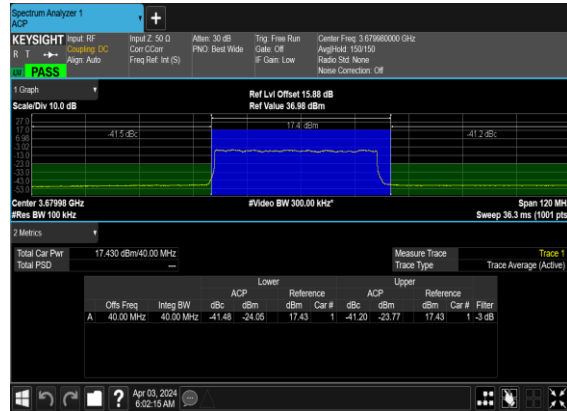 Spectrum Analyzer 1
ACP
KEYSIGHT
R T
LW PASS
Input: RF
Coupling: DC
Align: Auto
Input Z: 50 Ω
Corr CCorr
Freq Ref: Int (S)
Atten: 30 dB
PNO: Best Wide
Trig: Free Run
Gate: Off
IF Gain: Low
Center Freq: 3.679980000 GHz
Avg|Hold: 150/150
Radio Std: None
Noise Correction: Off
1 Graph
Scale/Div 10.0 dB
Ref Lvl Offset 15.88 dB
Ref Value 36.98 dBm
27.0
17.0
6.98
-3.02
-13.0
-23.0
-33.0
-43.0
-53.0
-41.5 dBc
17.4 dBm
-41.2 dBc
Center 3.67998 GHz
#Res BW 100 kHz
#Video BW 300.00 kHz*
Span 120 MH
Sweep 36.3 ms (1001 pts
2 Metrics
Total Car Pwr 17.430 dBm/40.00 MHz
Total PSD ---
Measure Trace Trace 1
Trace Type Trace Average (Active)
Lower Upper
ACP Reference ACP Reference
Offs Freq Integ BW dBc dBm dBm Car # dBc dBm dBm Car # Filter
A 40.00 MHz 40.00 MHz -41.48 -24.05 17.43 1 -41.20 -23.77 17.43 1 -3 dB
?
Apr 03, 2024
6:02:15 AM